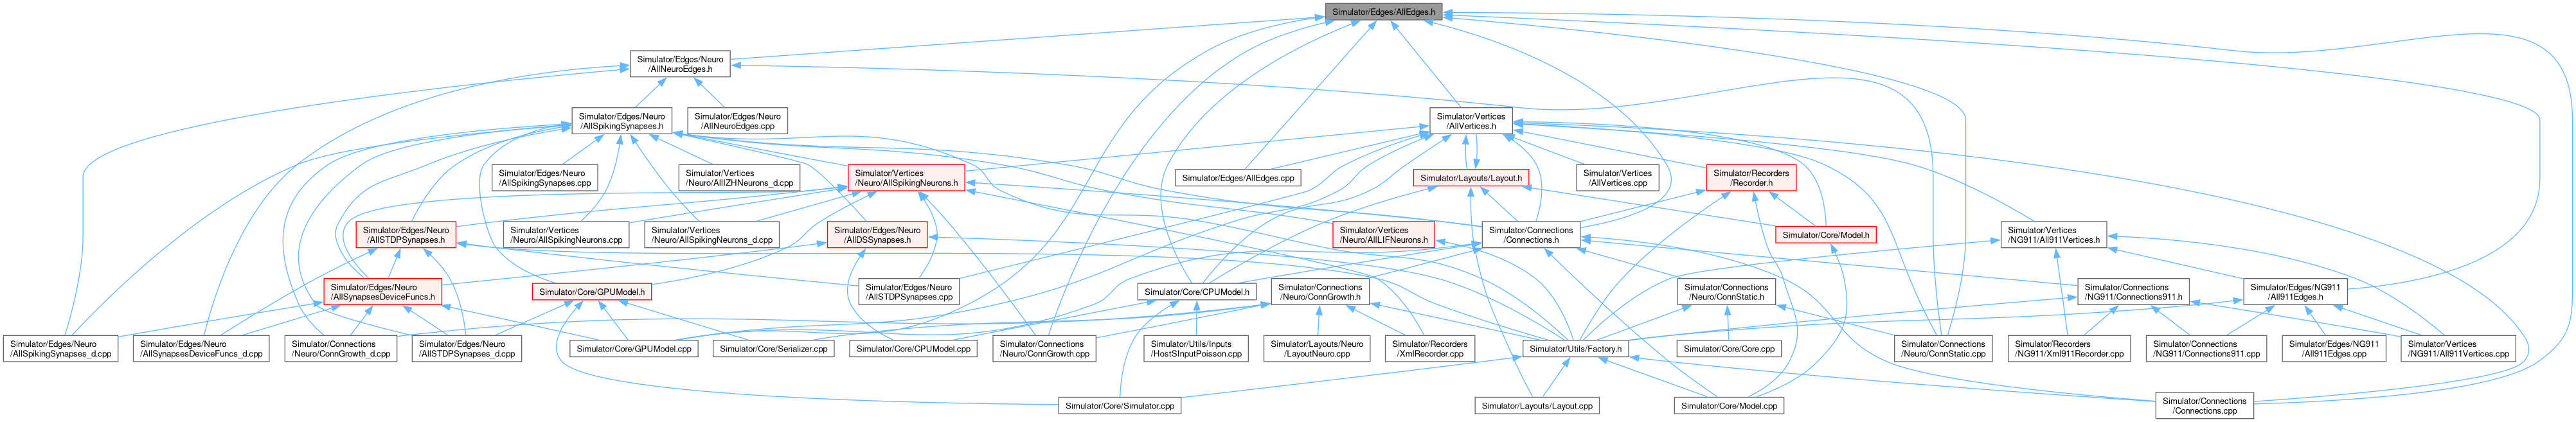 Simulator/Edges/AllEdges.h
Simulator/Edges/Neuro
/AllNeuroEdges.h
Simulator/Edges/Neuro
/AllSpikingSynapses.h
Simulator/Edges/Neuro
/AllNeuroEdges.cpp
Simulator/Vertices
/AllVertices.h
Simulator/Edges/Neuro
/AllSpikingSynapses.cpp
Simulator/Vertices
/Neuro/AllIZHNeurons_d.cpp
Simulator/Vertices
/Neuro/AllSpikingNeurons.h
Simulator/Edges/AllEdges.cpp
Simulator/Layouts/Layout.h
Simulator/Vertices
/AllVertices.cpp
Simulator/Recorders
/Recorder.h
Simulator/Edges/Neuro
/AllSTDPSynapses.h
Simulator/Vertices
/Neuro/AllSpikingNeurons.cpp
Simulator/Vertices
/Neuro/AllSpikingNeurons_d.cpp
Simulator/Edges/Neuro
/AllDSSynapses.h
Simulator/Vertices
/Neuro/AllLIFNeurons.h
Simulator/Connections
/Connections.h
Simulator/Core/Model.h
Simulator/Vertices
/NG911/All911Vertices.h
Simulator/Edges/Neuro
/AllSynapsesDeviceFuncs.h
Simulator/Core/GPUModel.h
Simulator/Edges/Neuro
/AllSTDPSynapses.cpp
Simulator/Core/CPUModel.h
Simulator/Connections
/Neuro/ConnGrowth.h
Simulator/Connections
/Neuro/ConnStatic.h
Simulator/Connections
/NG911/Connections911.h
Simulator/Edges/NG911
/All911Edges.h
Simulator/Edges/Neuro
/AllSpikingSynapses_d.cpp
Simulator/Edges/Neuro
/AllSynapsesDeviceFuncs_d.cpp
Simulator/Connections
/Neuro/ConnGrowth_d.cpp
Simulator/Edges/Neuro
/AllSTDPSynapses_d.cpp
Simulator/Core/GPUModel.cpp
Simulator/Core/Serializer.cpp
Simulator/Core/CPUModel.cpp
Simulator/Connections
/Neuro/ConnGrowth.cpp
Simulator/Utils/Inputs
/HostSInputPoisson.cpp
Simulator/Layouts/Neuro
/LayoutNeuro.cpp
Simulator/Recorders
/XmlRecorder.cpp
Simulator/Utils/Factory.h
Simulator/Core/Core.cpp
Simulator/Connections
/Neuro/ConnStatic.cpp
Simulator/Recorders
/NG911/Xml911Recorder.cpp
Simulator/Connections
/NG911/Connections911.cpp
Simulator/Edges/NG911
/All911Edges.cpp
Simulator/Vertices
/NG911/All911Vertices.cpp
Simulator/Core/Simulator.cpp
Simulator/Layouts/Layout.cpp
Simulator/Core/Model.cpp
Simulator/Connections
/Connections.cpp